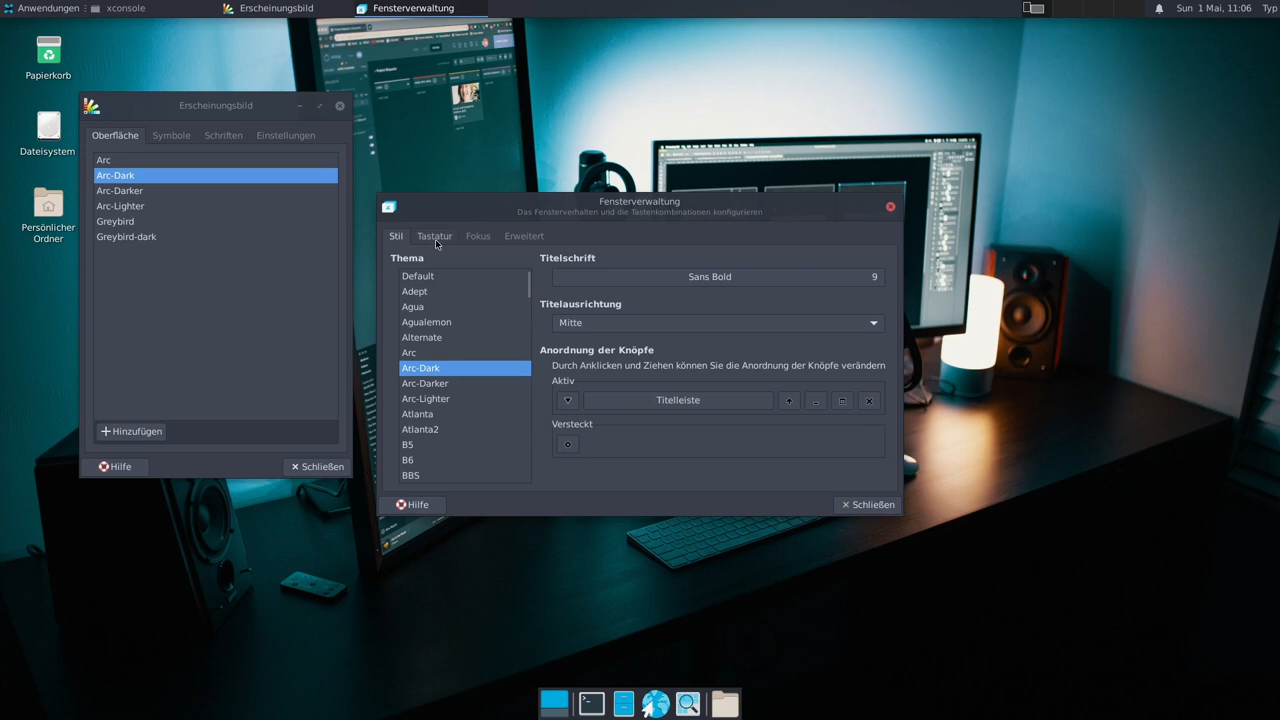 Anwendungen
xconsole
Erscheinungsbild
Fensterverwaltung
Sun 1 Mai, 11:06
Typ
Papierkorb
Dateisystem
Persönlicher
Ordner
Erscheinungsbild
Oberfläche
Symbole
Schriften
Einstellungen
Arc
Arc-Dark
Arc-Darker
Arc-Lighter
Greybird
Greybird-dark
Hinzufügen
Hilfe
Schließen
Fensterverwaltung
Das Fensterverhalten und die Tastenkombinationen konfigurieren
Stil
Tastatur
Fokus
Erweitert
Thema
Default
Adept
Agua
Agualemon
Alternate
Arc
Arc-Dark
Arc-Darker
Arc-Lighter
Atlanta
Atlanta2
B5
B6
BBS
Titelschrift
Sans Bold 9
Titelausrichtung
Mitte
Anordnung der Knöpfe
Durch Anklicken und Ziehen können Sie die Anordnung der Knöpfe verändern
Aktiv
Titelleiste
Versteckt
Hilfe
Schließen